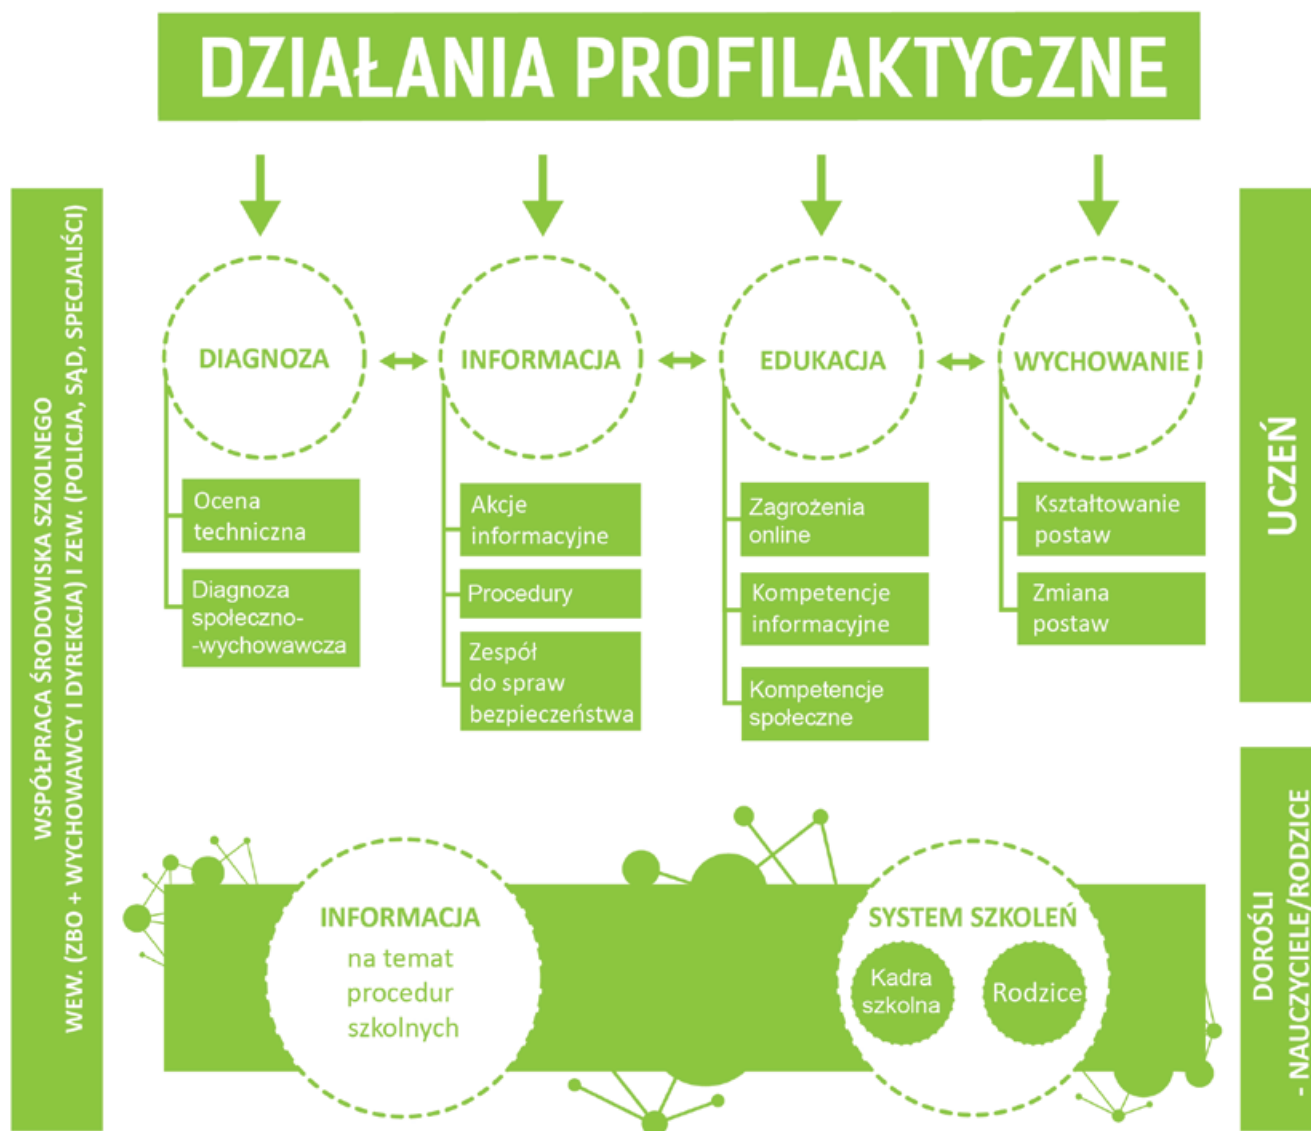 DZIAŁANIA PROFILAKTYCZNE
WSPÓŁPRACA ŚRODOWISKA SZKOLNEGO
WEW. (ZBO + WYCHOWAWCY I DYREKCJA) I ZEW. (POLICJA, SĄD, SPECJALIŚCI)
DIAGNOZA
Ocena
techniczna
Diagnoza
społeczno-
-wychowawcza
INFORMACJA
Akcje
informacyjne
Procedury
Zespół
do spraw
bezpieczeństwa
EDUKACJA
Zagrożenia
online
Kompetencje
informacyjne
Kompetencje
społeczne
WYCHOWANIE
Kształtowanie
postaw
Zmiana
postaw
UCZEŃ
INFORMACJA
na temat
procedur
szkolnych
SYSTEM SZKOLEŃ
Kadra
szkolna
Rodzice
DOROŚLI
- NAUCZYCIELE/RODZICE